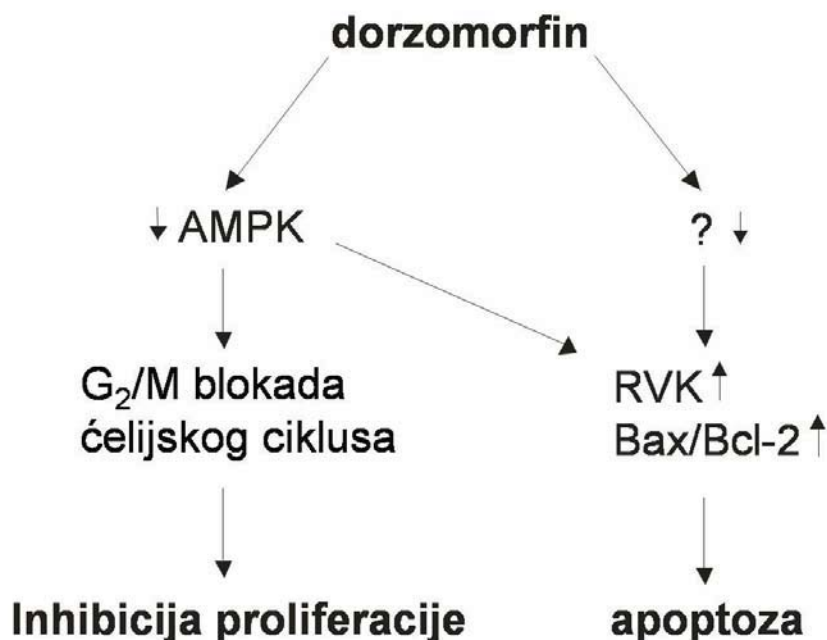 dorzomorfin
↓ AMPK
? ↓
G₂/M blokada
ćelijskog ciklusa
RVK ↑
Bax/Bcl-2 ↑
Inhibicija proliferacije
apoptoza